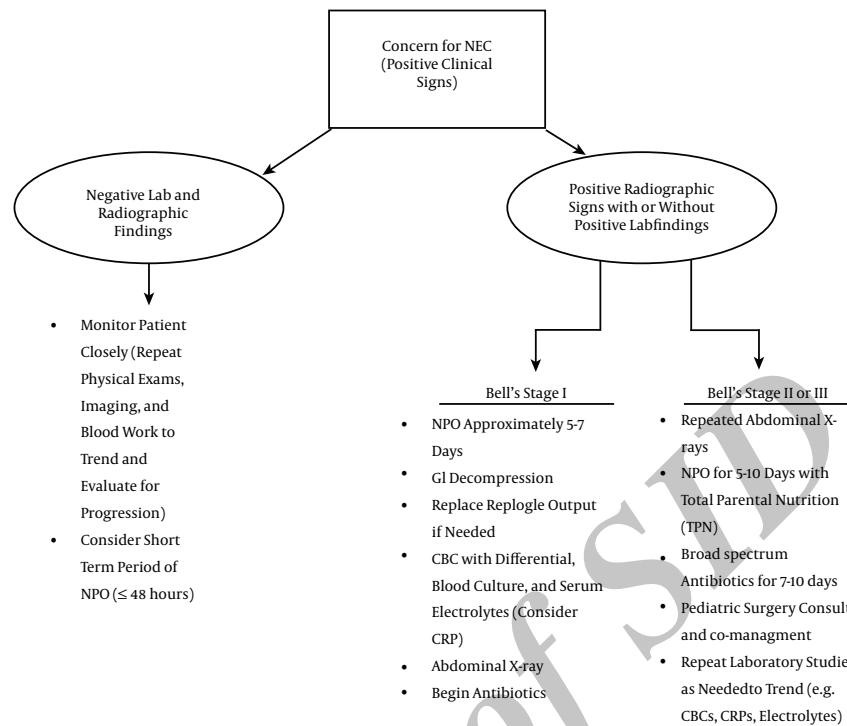 Concern for NEC
(Positive Clinical
Signs)
Negative Lab and
Radiographic
Findings
Positive Radiographic
Signs with or Without
Positive Labfindings
• Monitor Patient
Closely (Repeat
Physical Exams,
Imaging, and
Blood Work to
Trend and
Evaluate for
Progression)
• Consider Short
Term Period of
NPO (≤ 48 hours)
Bell's Stage I
• NPO Approximately 5-7
Days
• Gl Decompression
• Replace Replogle Output
if Needed
• CBC with Differential,
Blood Culture, and Serum
Electrolytes (Consider
CRP)
• Abdominal X-ray
• Begin Antibiotics
Bell's Stage II or III
• Repeated Abdominal X-
rays
• NPO for 5-10 Days with
Total Parental Nutrition
(TPN)
• Broad spectrum
Antibiotics for 7-10 days
• Pediatric Surgery Consult
and co-managment
• Repeat Laboratory Studie
as Neededto Trend (e.g.
CBCs, CRPs, Electrolytes)
of SID